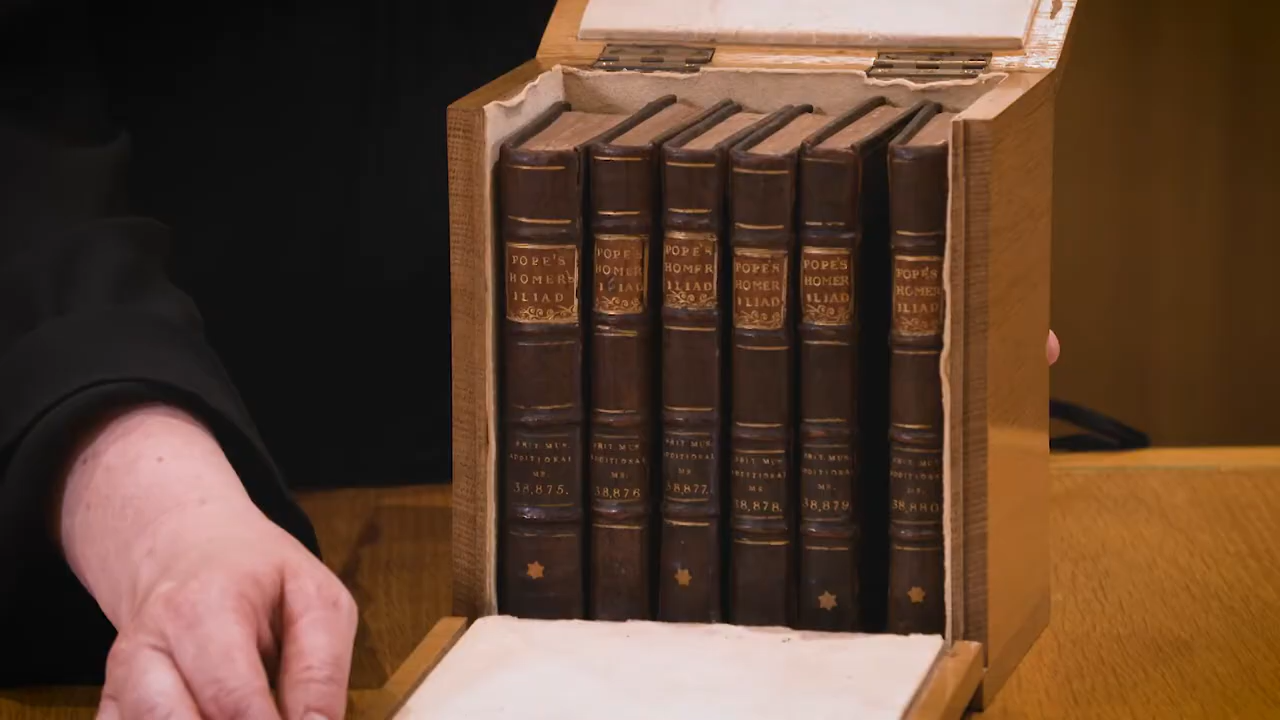 POPE'S
HOMER
ILIAD
BRIT. MUS.
ADDITIONAL
MS.
38,875.
POPE'S
HOMER
ILIAD
BRIT. MUS.
ADDITIONAL
MS.
38,876
POPE'S
HOMER
ILIAD
BRIT. MUS.
ADDITIONAL
MS.
38,877.
POPE'S
HOMER
ILIAD
BRIT. MUS.
ADDITIONAL
MS.
38,878.
POPE'S
HOMER
ILIAD
BRIT. MUS.
ADDITIONAL
MS.
38,879.
POPE'S
HOMER
ILIAD
BRIT. MUS.
ADDITIONAL
MS.
38,880